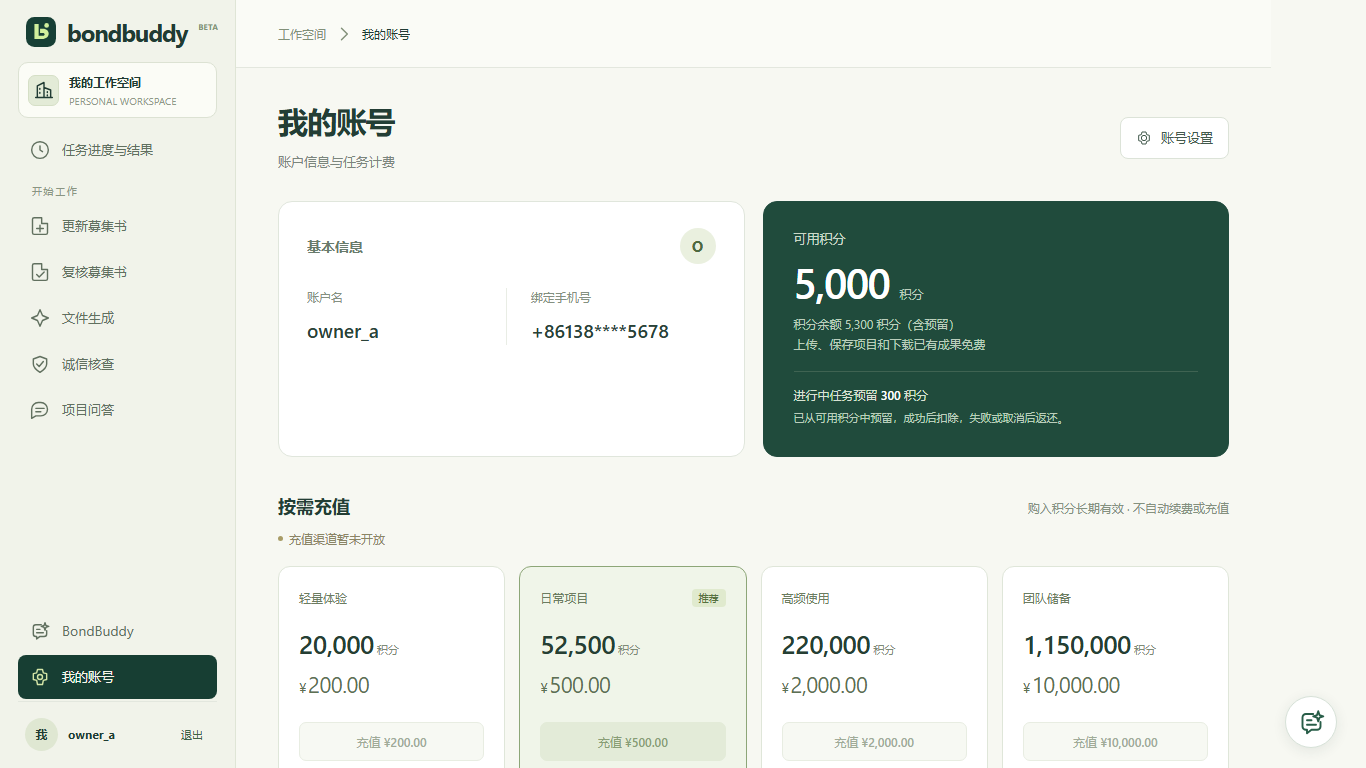 bondbuddy BETA
我的工作空间
PERSONAL WORKSPACE
任务进度与结果
开始工作
更新募集书
复核募集书
文件生成
诚信核查
项目问答
BondBuddy
我的账号
我 owner_a 退出
工作空间 > 我的账号
我的账号
账户信息与任务计费
账号设置
基本信息 O
账户名 绑定手机号
owner_a +86138****5678
可用积分
5,000 积分
积分余额 5,300 积分（含预留）
上传、保存项目和下载已有成果免费
进行中任务预留 300 积分
已从可用积分中预留，成功后扣除，失败或取消后返还。
按需充值
购入积分长期有效 · 不自动续费或充值
充值渠道暂未开放
轻量体验
20,000 积分
¥200.00
充值 ¥200.00
日常项目 推荐
52,500 积分
¥500.00
充值 ¥500.00
高频使用
220,000 积分
¥2,000.00
充值 ¥2,000.00
团队储备
1,150,000 积分
¥10,000.00
充值 ¥10,000.00